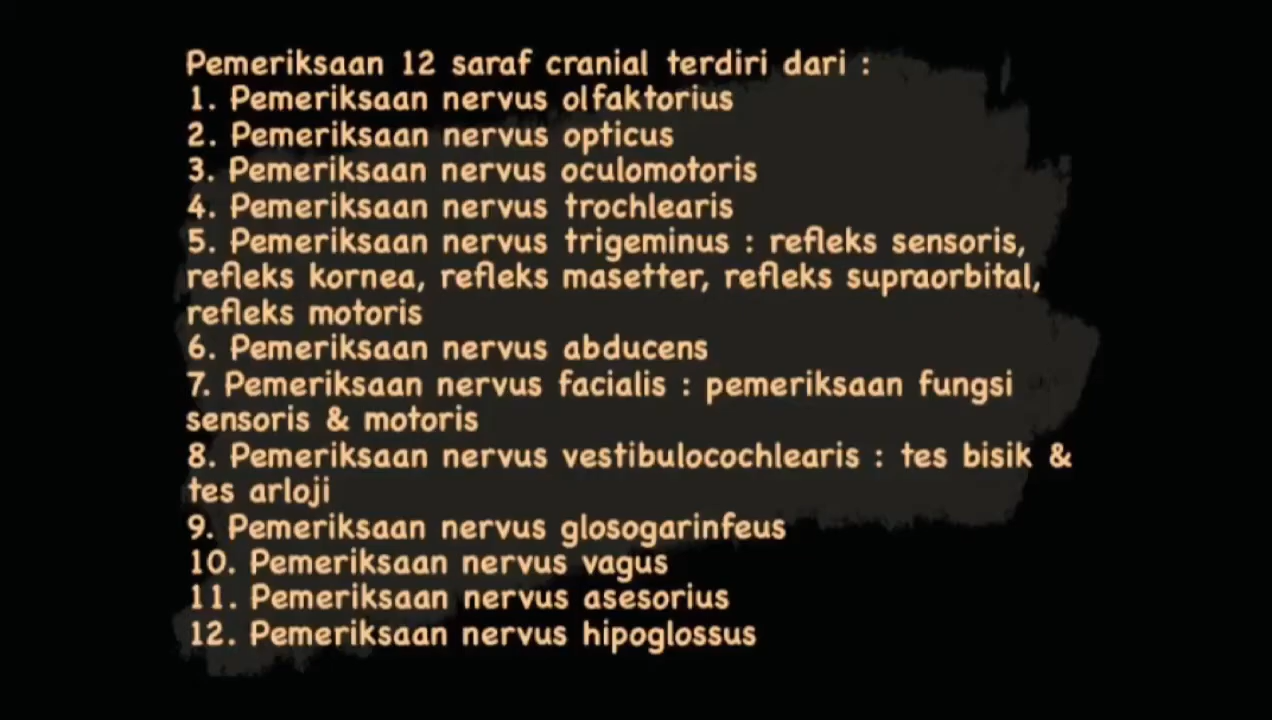 Pemeriksaan 12 saraf cranial terdiri dari :
1. Pemeriksaan nervus olfaktorius
2. Pemeriksaan nervus opticus
3. Pemeriksaan nervus oculomotoris
4. Pemeriksaan nervus trochlearis
5. Pemeriksaan nervus trigeminus : refleks sensoris,
refleks kornea, refleks masetter, refleks supraorbital,
refleks motoris
6. Pemeriksaan nervus abducens
7. Pemeriksaan nervus facialis : pemeriksaan fungsi
sensoris & motoris
8. Pemeriksaan nervus vestibulocochlearis : tes bisik &
tes arloji
9. Pemeriksaan nervus glosogarinfeus
10. Pemeriksaan nervus vagus
11. Pemeriksaan nervus asesorius
12. Pemeriksaan nervus hipoglossus